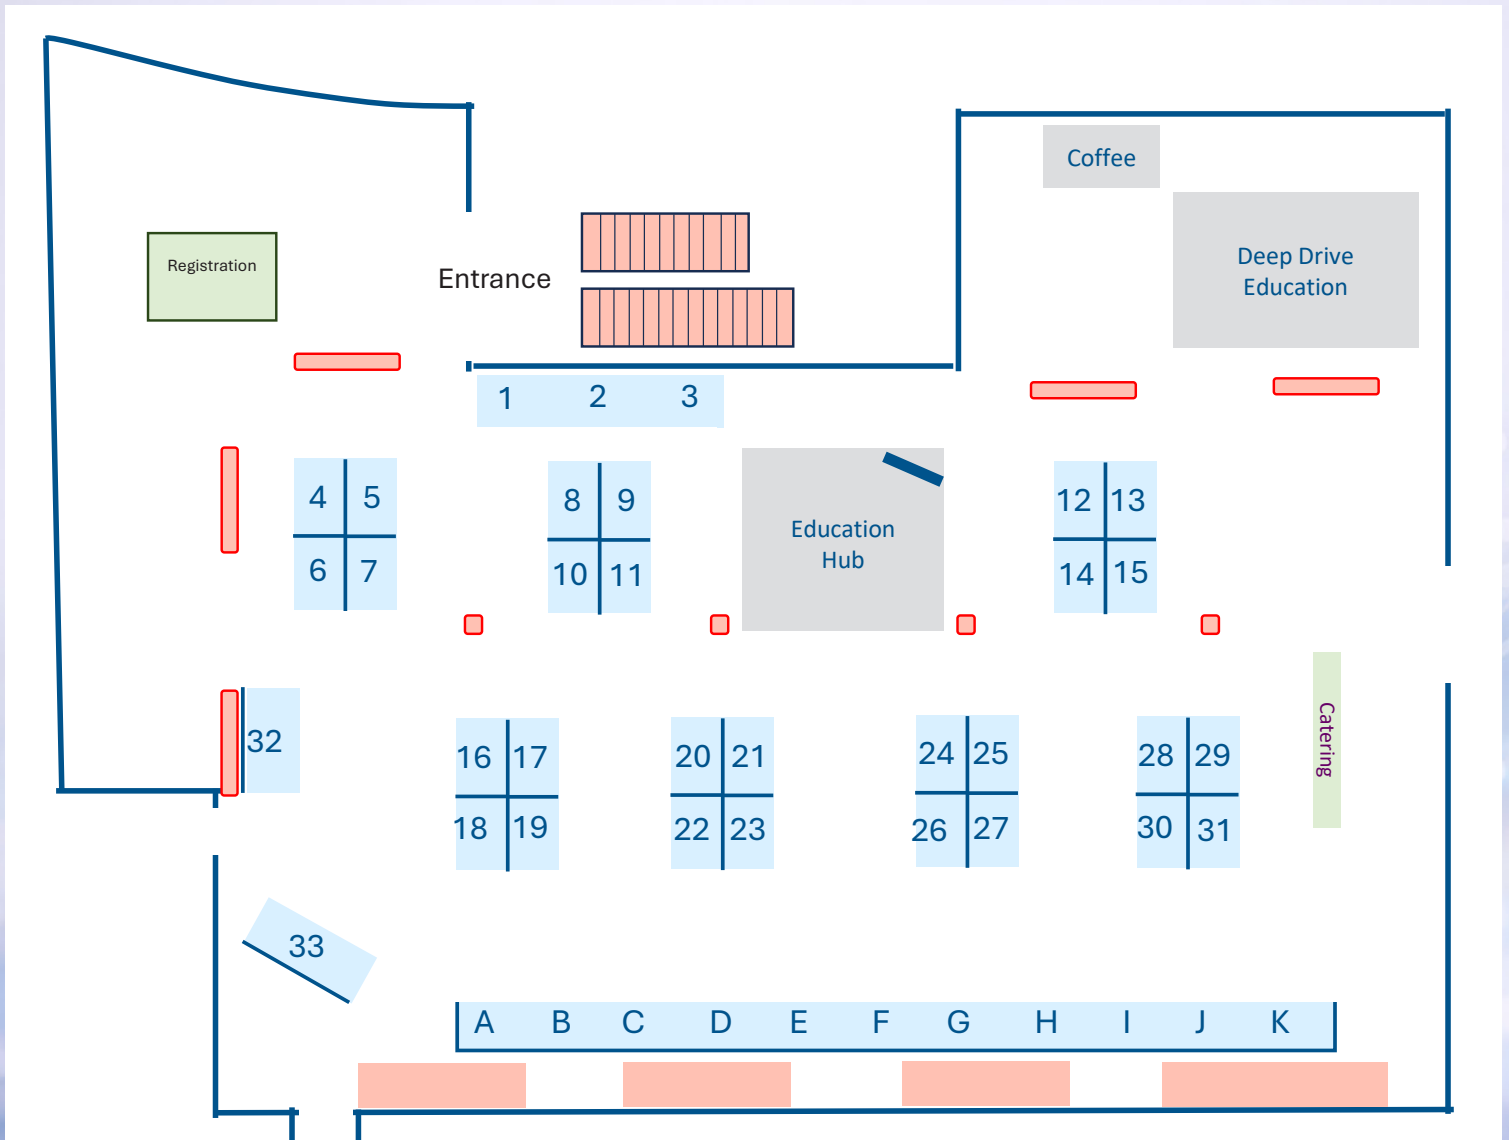 Coffee
Deep Drive
Education
Registration
Entrance
1 2 3
4 5
6 7
8 9
10 11
Education
Hub
12 13
14 15
Catering
32
16 17
18 19
20 21
22 23
24 25
26 27
28 29
30 31
33
A B C D E F G H I J K